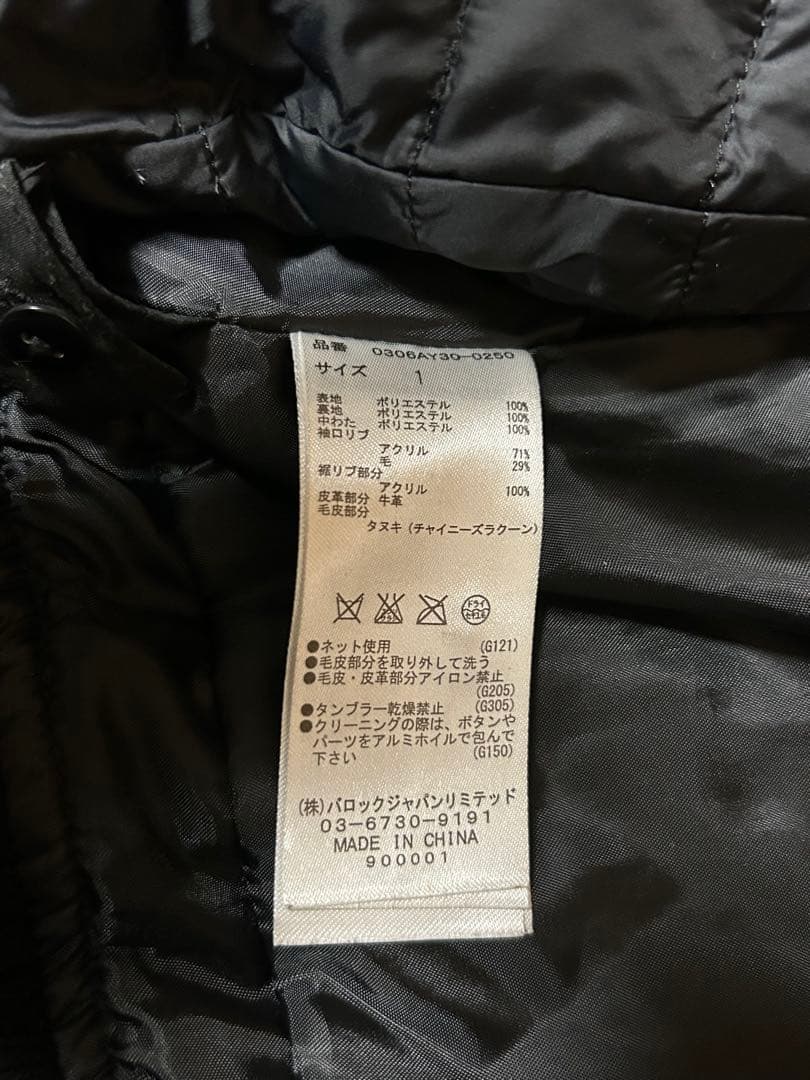 品番 0306AY30-0250
サイズ 1
表地 ポリエステル 100%
裏地 ポリエステル 100%
中わた ポリエステル 100%
袖口リブ
アクリル 71%
毛 29%
裾リブ部分
アクリル 100%
皮革部分 牛革
毛皮部分
タヌキ（チャイニーズラクーン）
ドライ
●ネット使用 (G121)
●毛皮部分を取り外して洗う
●毛皮・皮革部分アイロン禁止
(G205)
●タンブラー乾燥禁止 (G305)
●クリーニングの際は、ボタンや
パーツをアルミホイルで包んで
下さい (G150)
(株)バロックジャパンリミテッド
03-6730-9191
MADE IN CHINA
900001